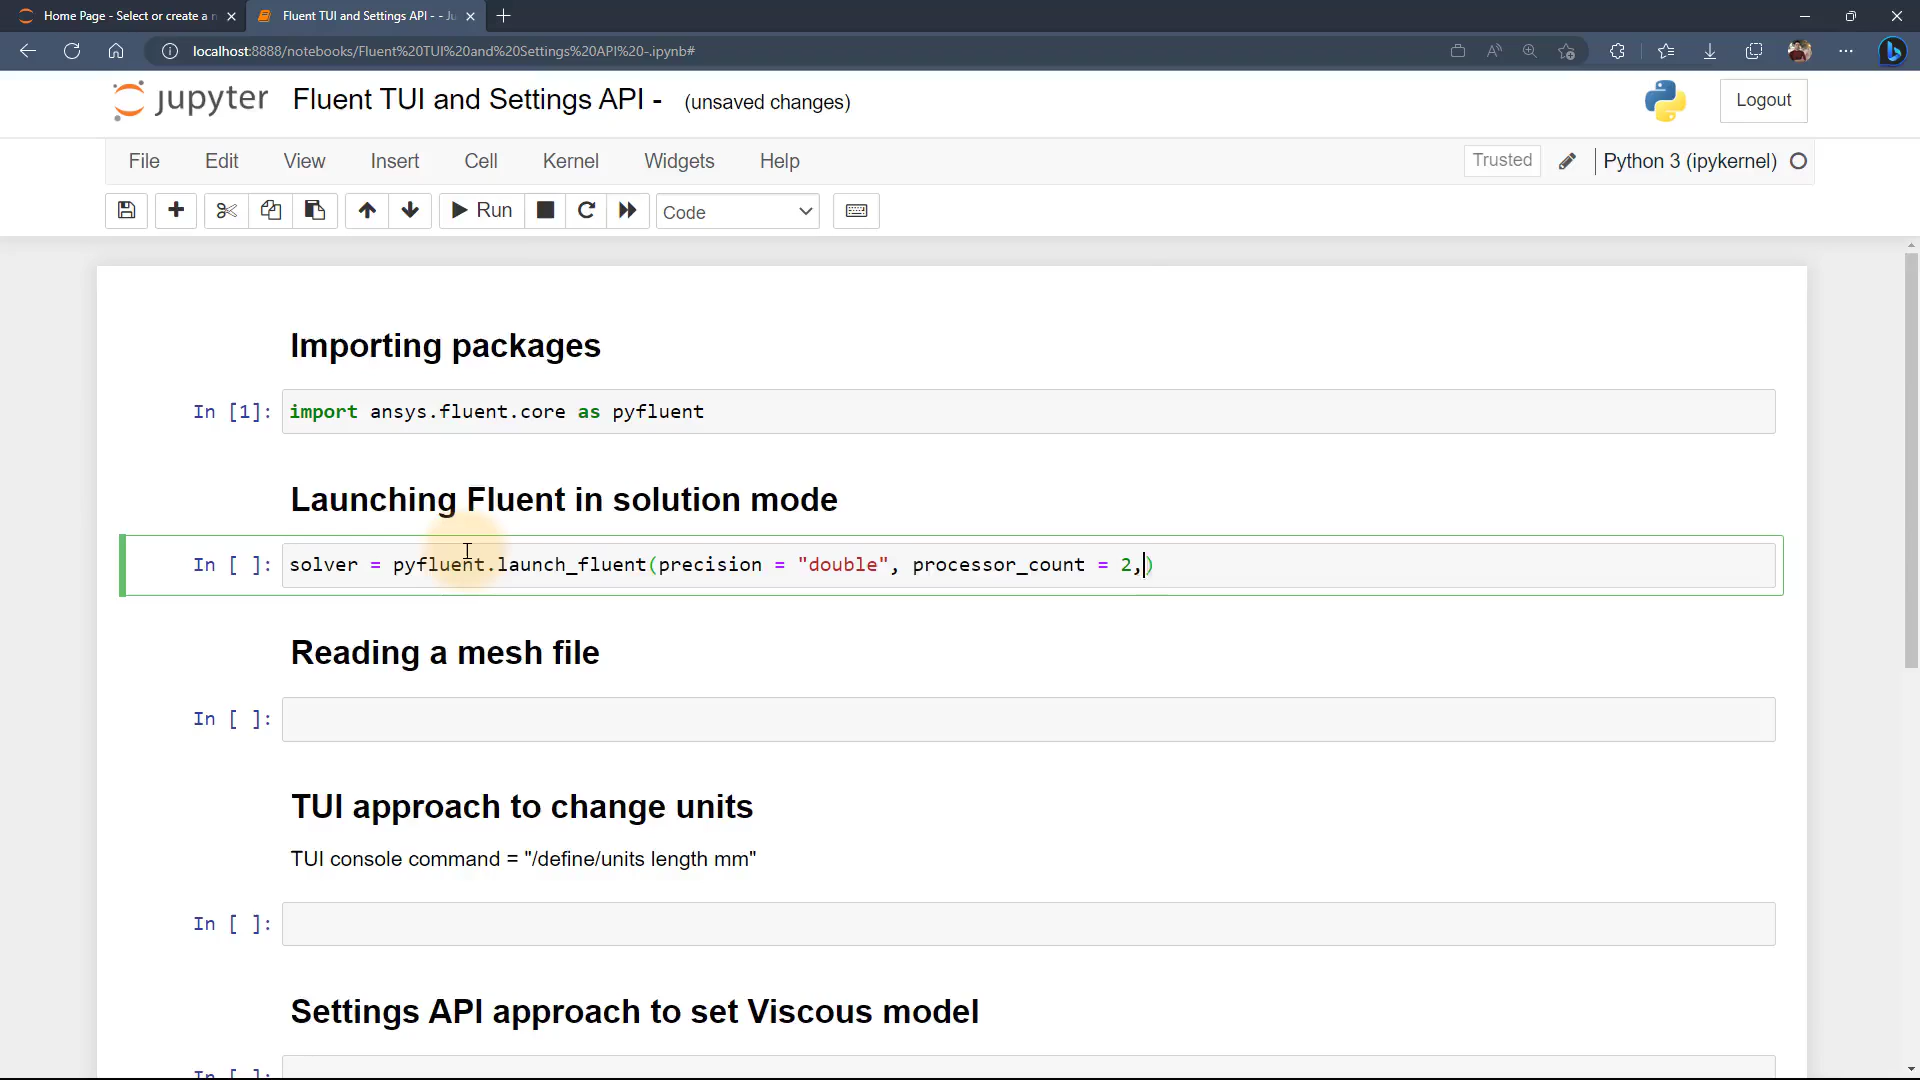 Home Page - Select or create a n
Fluent TUI and Settings API - - Ju
localhost:8888/notebooks/Fluent%20TUI%20and%20Settings%20API%20-.ipynb#
jupyter Fluent TUI and Settings API - (unsaved changes)
Logout
File Edit View Insert Cell Kernel Widgets Help
Trusted Python 3 (ipykernel)
Run Code
Importing packages
In [1]: import ansys.fluent.core as pyfluent
Launching Fluent in solution mode
In [ ]: solver = pyfluent.launch_fluent(precision = "double", processor_count = 2,)
Reading a mesh file
In [ ]:
TUI approach to change units
TUI console command = "/define/units length mm"
In [ ]:
Settings API approach to set Viscous model
In [ ]: